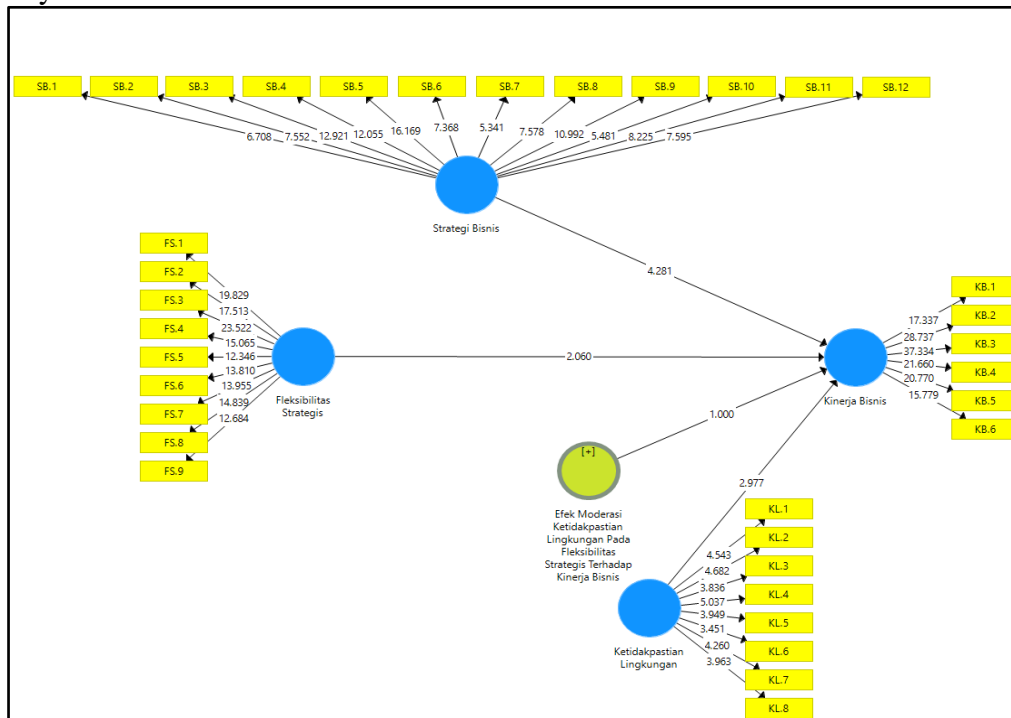 SB.1 SB.2 SB.3 SB.4 SB.5 SB.6 SB.7 SB.8 SB.9 SB.10 SB.11 SB.12
6.708 7.552 12.921 12.055 16.169 7.368 5.341 7.578 10.992 5.481 8.225 7.595
Strategi Bisnis
4.281
FS.1
FS.2
FS.3
FS.4
FS.5
FS.6
FS.7
FS.8
FS.9
19.829
17.513
23.522
15.065
12.346
13.810
13.955
14.839
12.684
Fleksibilitas
Strategis
2.060
KB.1
KB.2
KB.3
KB.4
KB.5
KB.6
17.337
28.737
37.334
21.660
20.770
15.779
Kinerja Bisnis
1.000
[+]
Efek Moderasi
Ketidakpastian
Lingkungan Pada
Fleksibilitas
Strategis Terhadap
Kinerja Bisnis
2.977
KL.1
KL.2
KL.3
KL.4
KL.5
KL.6
KL.7
KL.8
4.543
4.682
3.836
5.037
3.949
3.451
4.260
3.963
Ketidakpastian
Lingkungan